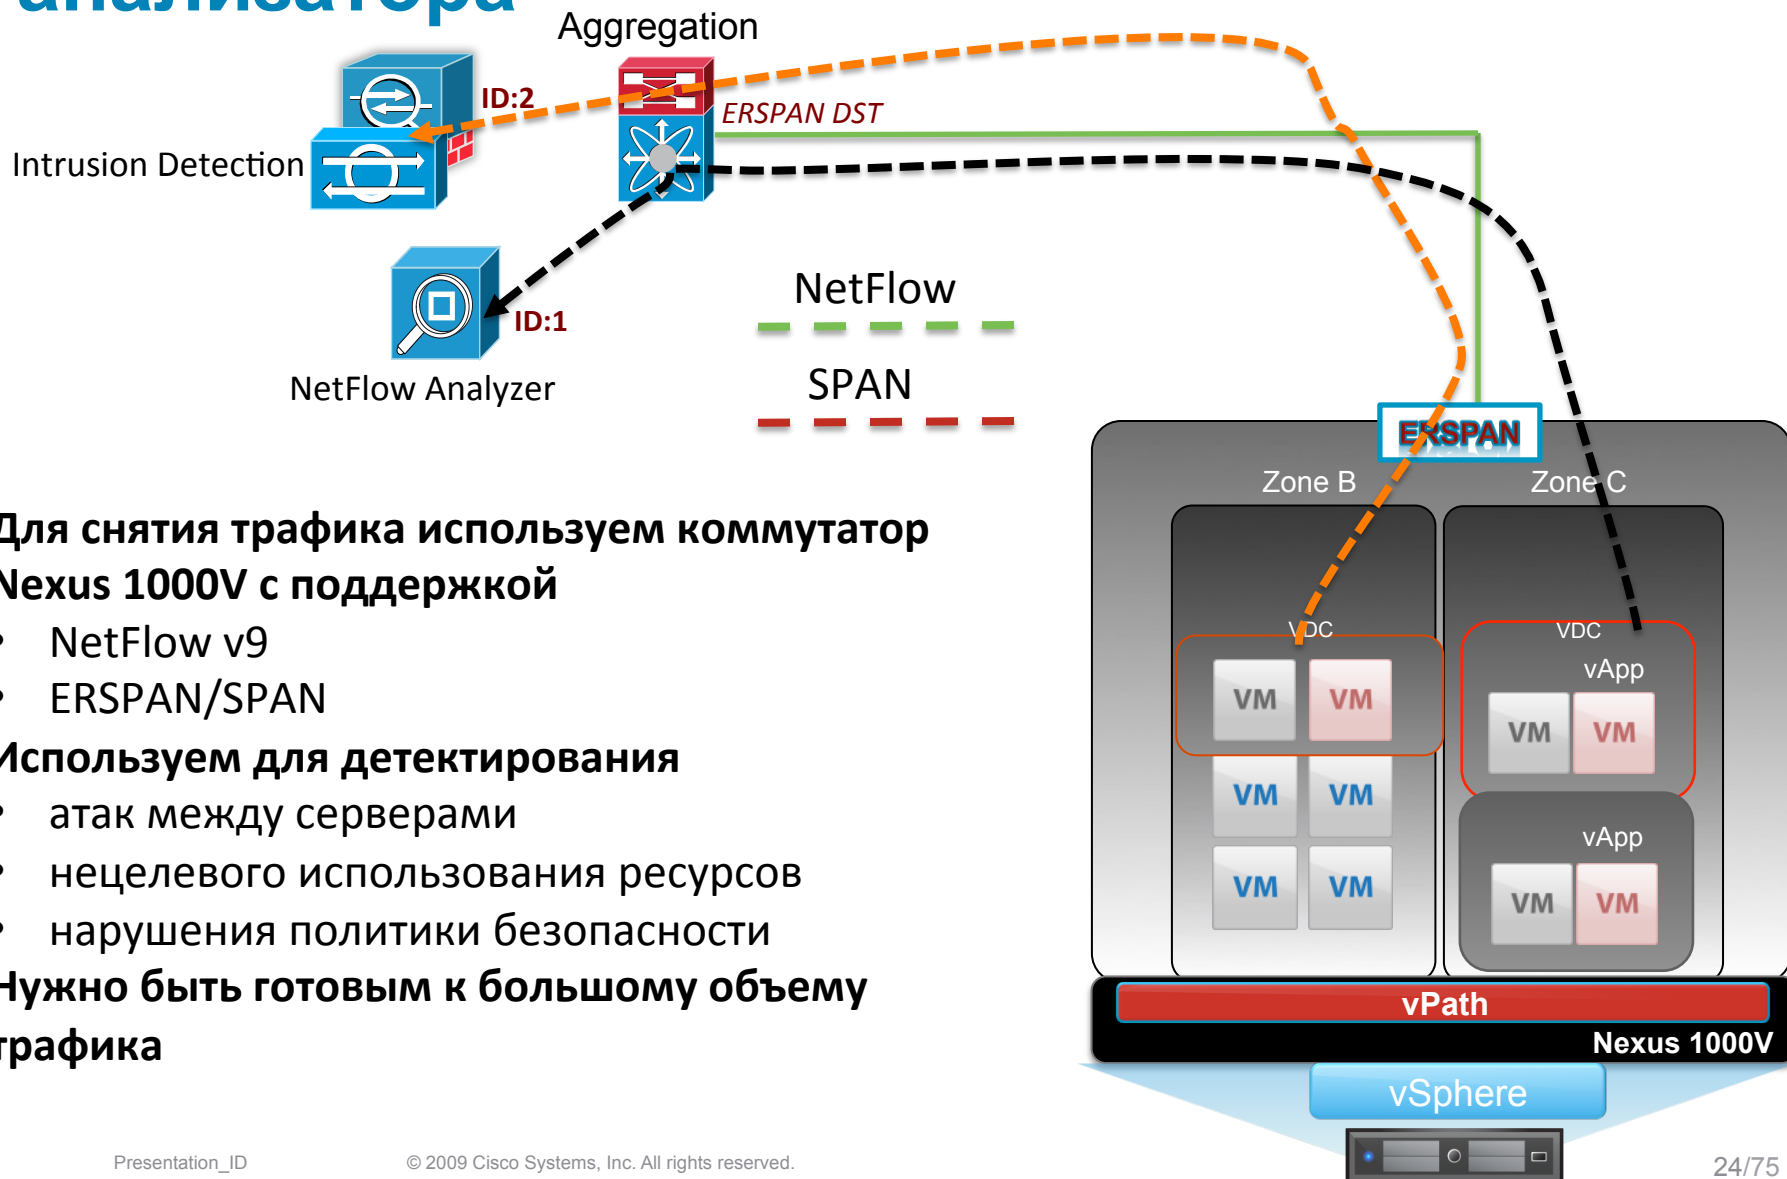 анализатора
Aggregation
ID:2
ERSPAN DST
Intrusion Detection
ID:1
NetFlow Analyzer
NetFlow
SPAN
ERSPAN
Zone B
Zone C
Для снятия трафика используем коммутатор
Nexus 1000V с поддержкой
• NetFlow v9
• ERSPAN/SPAN
Используем для детектирования
• атак между серверами
• нецелевого использования ресурсов
• нарушения политики безопасности
Нужно быть готовым к большому объему
трафика
VDC
VDC
vApp
VM VM
VM VM
VM VM
VM VM
vApp
VM VM
vPath
Nexus 1000V
vSphere
Presentation_ID
© 2009 Cisco Systems, Inc. All rights reserved.
24/75